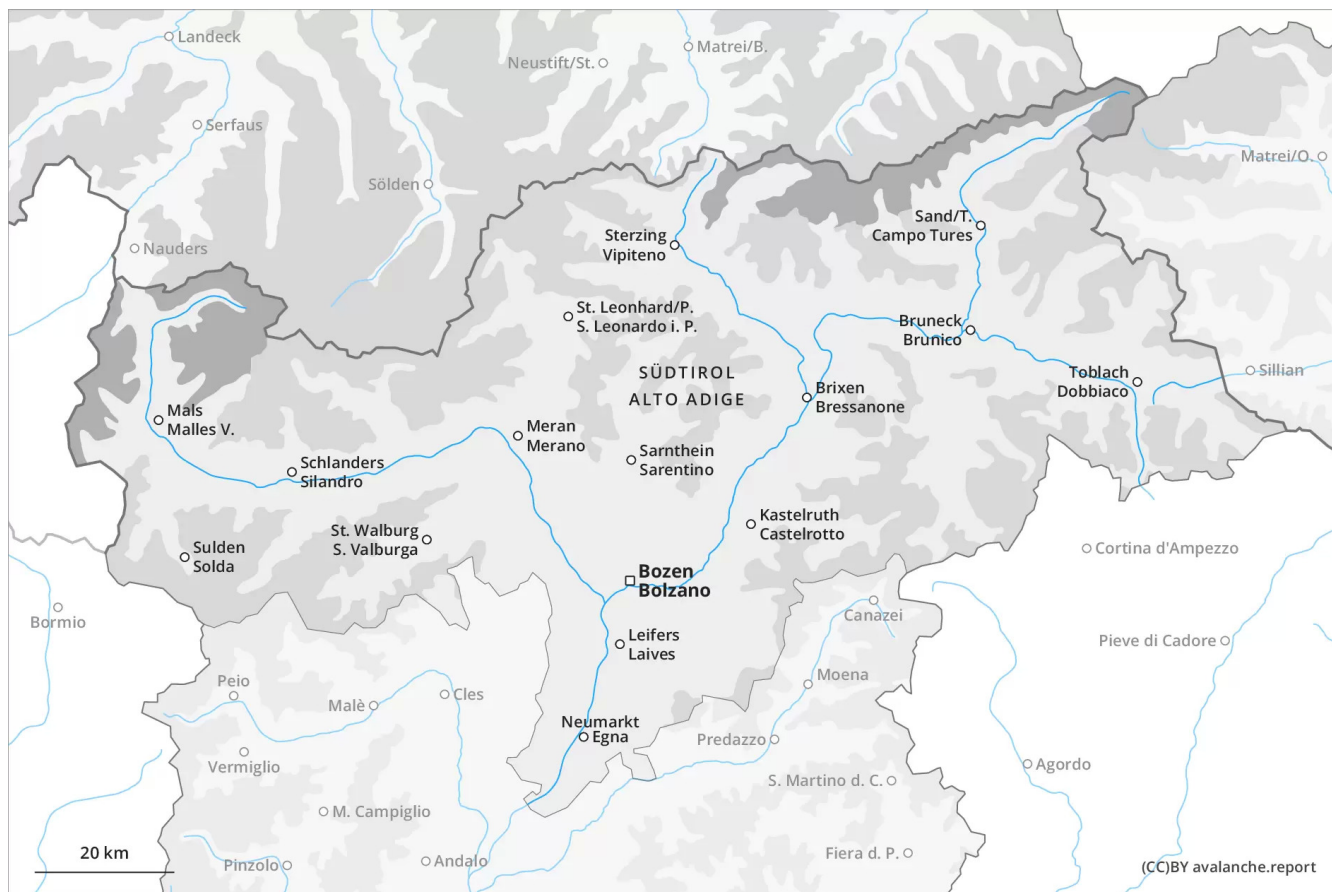 Landeck
Matrei/B.
Neustift/St.
Serfaus
Matrei/O.
Sölden
Sand/T.
Campo Tures
Nauders
Sterzing
Vipiteno
St. Leonhard/P.
S. Leonardo i. P.
Bruneck
Brunico
SÜDTIROL
ALTO ADIGE
Toblach
Dobbiaco
Sillian
Brixen
Bressanone
Mals
Malles V.
Meran
Merano
Sarnthein
Sarentino
Schlanders
Silandro
Kastelruth
Castelrotto
St. Walburg
S. Valburga
Sulden
Solda
Cortina d'Ampezzo
Bozen
Bolzano
Bormio
Canazei
Leifers
Laives
Pieve di Cadore
Peio
Moena
Malè
Cles
Neumarkt
Egna
Predazzo
Vermiglio
Agordo
S. Martino d. C.
M. Campiglio
20 km
Pinzolo
Andalo
Fiera d. P.
(CC)BY avalanche.report